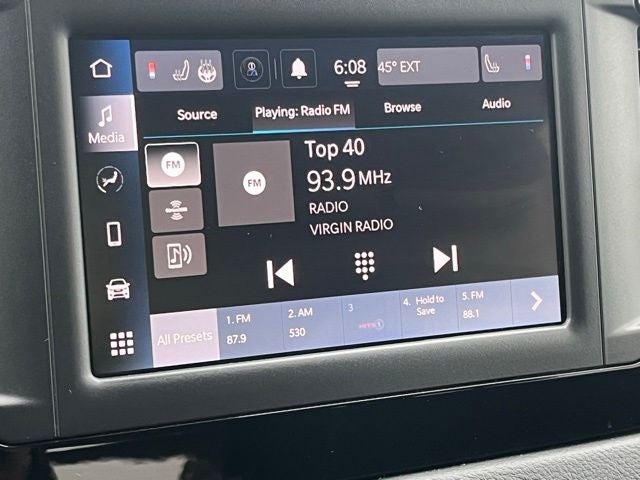 6:08
45° EXT
Media
Source
Playing: Radio FM
Browse
Audio
FM
FM
Top 40
93.9 MHz
RADIO
VIRGIN RADIO
All Presets
1. FM
87.9
2. AM
530
3
HITS1
4. Hold to
Save
5. FM
88.1